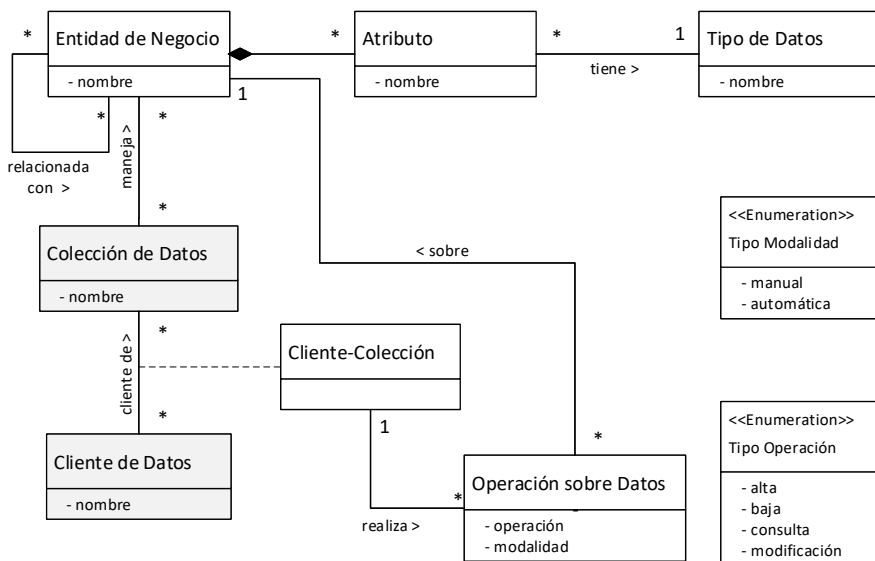 * Entidad de Negocio * Atributo * 1 Tipo de Datos
- nombre - nombre tiene > - nombre
* * 1
relacionada
con >
maneja >
*
Colección de Datos
- nombre
< sobre
<<Enumeration>>
Tipo Modalidad
- manual
- automática
*
cliente de >
Cliente-Colección
*
1
Cliente de Datos
- nombre
*
Operación sobre Datos
*
realiza >
- operación
- modalidad
<<Enumeration>>
Tipo Operación
- alta
- baja
- consulta
- modificación